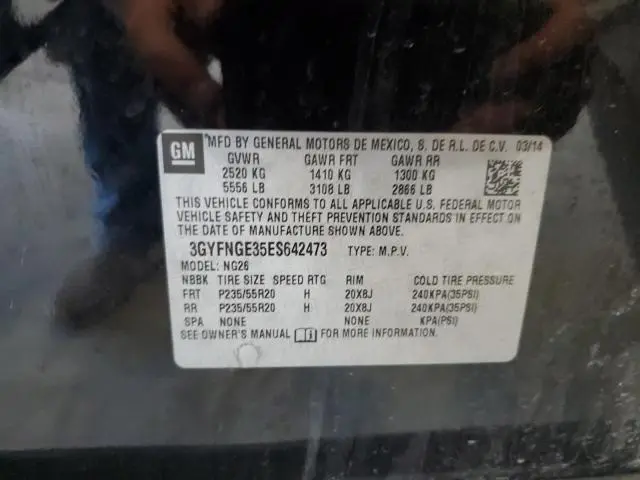 GM
*MFD BY GENERAL MOTORS DE MEXICO, S. DE R.L. DE C.V. 03/14
GVWR GAWR FRT GAWR RR
2520 KG 1410 KG 1300 KG
5556 LB 3108 LB 2866 LB
THIS VEHICLE CONFORMS TO ALL APPLICABLE U.S. FEDERAL MOTOR
VEHICLE SAFETY AND THEFT PREVENTION STANDARDS IN EFFECT ON
THE DATE OF MANUFACTURE SHOWN ABOVE.
3GYFNGE35ES642473 TYPE: M.P.V.
MODEL: NG26
NBBK TIRE SIZE SPEED RTG RIM COLD TIRE PRESSURE
FRT P235/55R20 H 20X8J 240KPA(35PSI)
RR P235/55R20 H 20X8J 240KPA(35PSI)
SPA NONE NONE KPA(PSI)
SEE OWNER'S MANUAL FOR MORE INFORMATION.